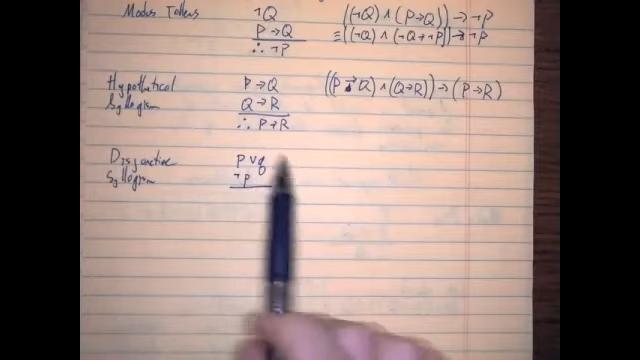 Modus Tollens ¬Q ((¬Q) ∧ (P→Q)) → ¬P
P→Q ≡ ((¬Q) ∧ (¬Q→¬P)) → ¬P
∴ ¬P
Hypothetical P→Q ((P→Q) ∧ (Q→R)) → (P→R)
Syllogism Q→R
∴ P→R
Disjunctive P ∨ q
Syllogism ¬P